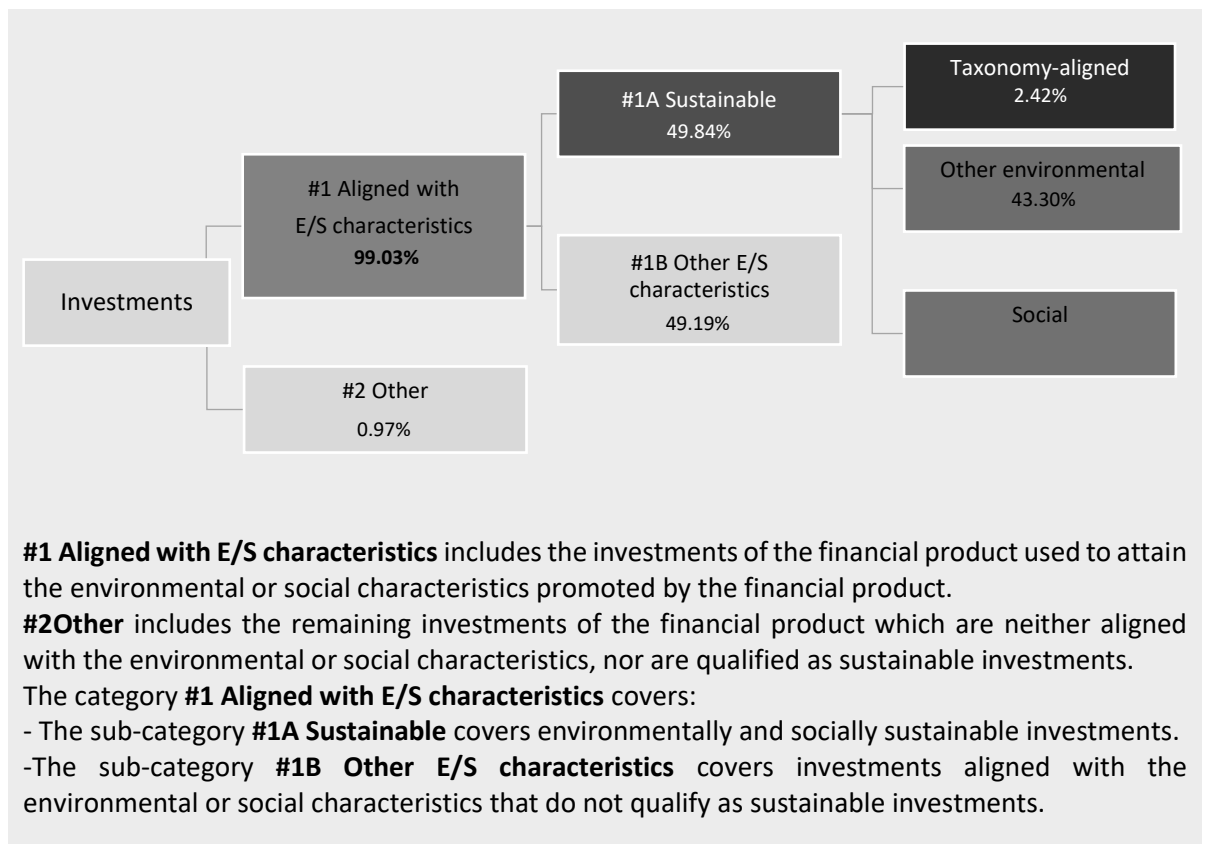 Investments
#1 Aligned with
E/S characteristics
99.03%
#2 Other
0.97%
#1A Sustainable
49.84%
#1B Other E/S
characteristics
49.19%
Taxonomy-aligned
2.42%
Other environmental
43.30%
Social
#1 Aligned with E/S characteristics includes the investments of the financial product used to attain
the environmental or social characteristics promoted by the financial product.
#2Other includes the remaining investments of the financial product which are neither aligned
with the environmental or social characteristics, nor are qualified as sustainable investments.
The category #1 Aligned with E/S characteristics covers:
- The sub-category #1A Sustainable covers environmentally and socially sustainable investments.
-The sub-category #1B Other E/S characteristics covers investments aligned with the
environmental or social characteristics that do not qualify as sustainable investments.